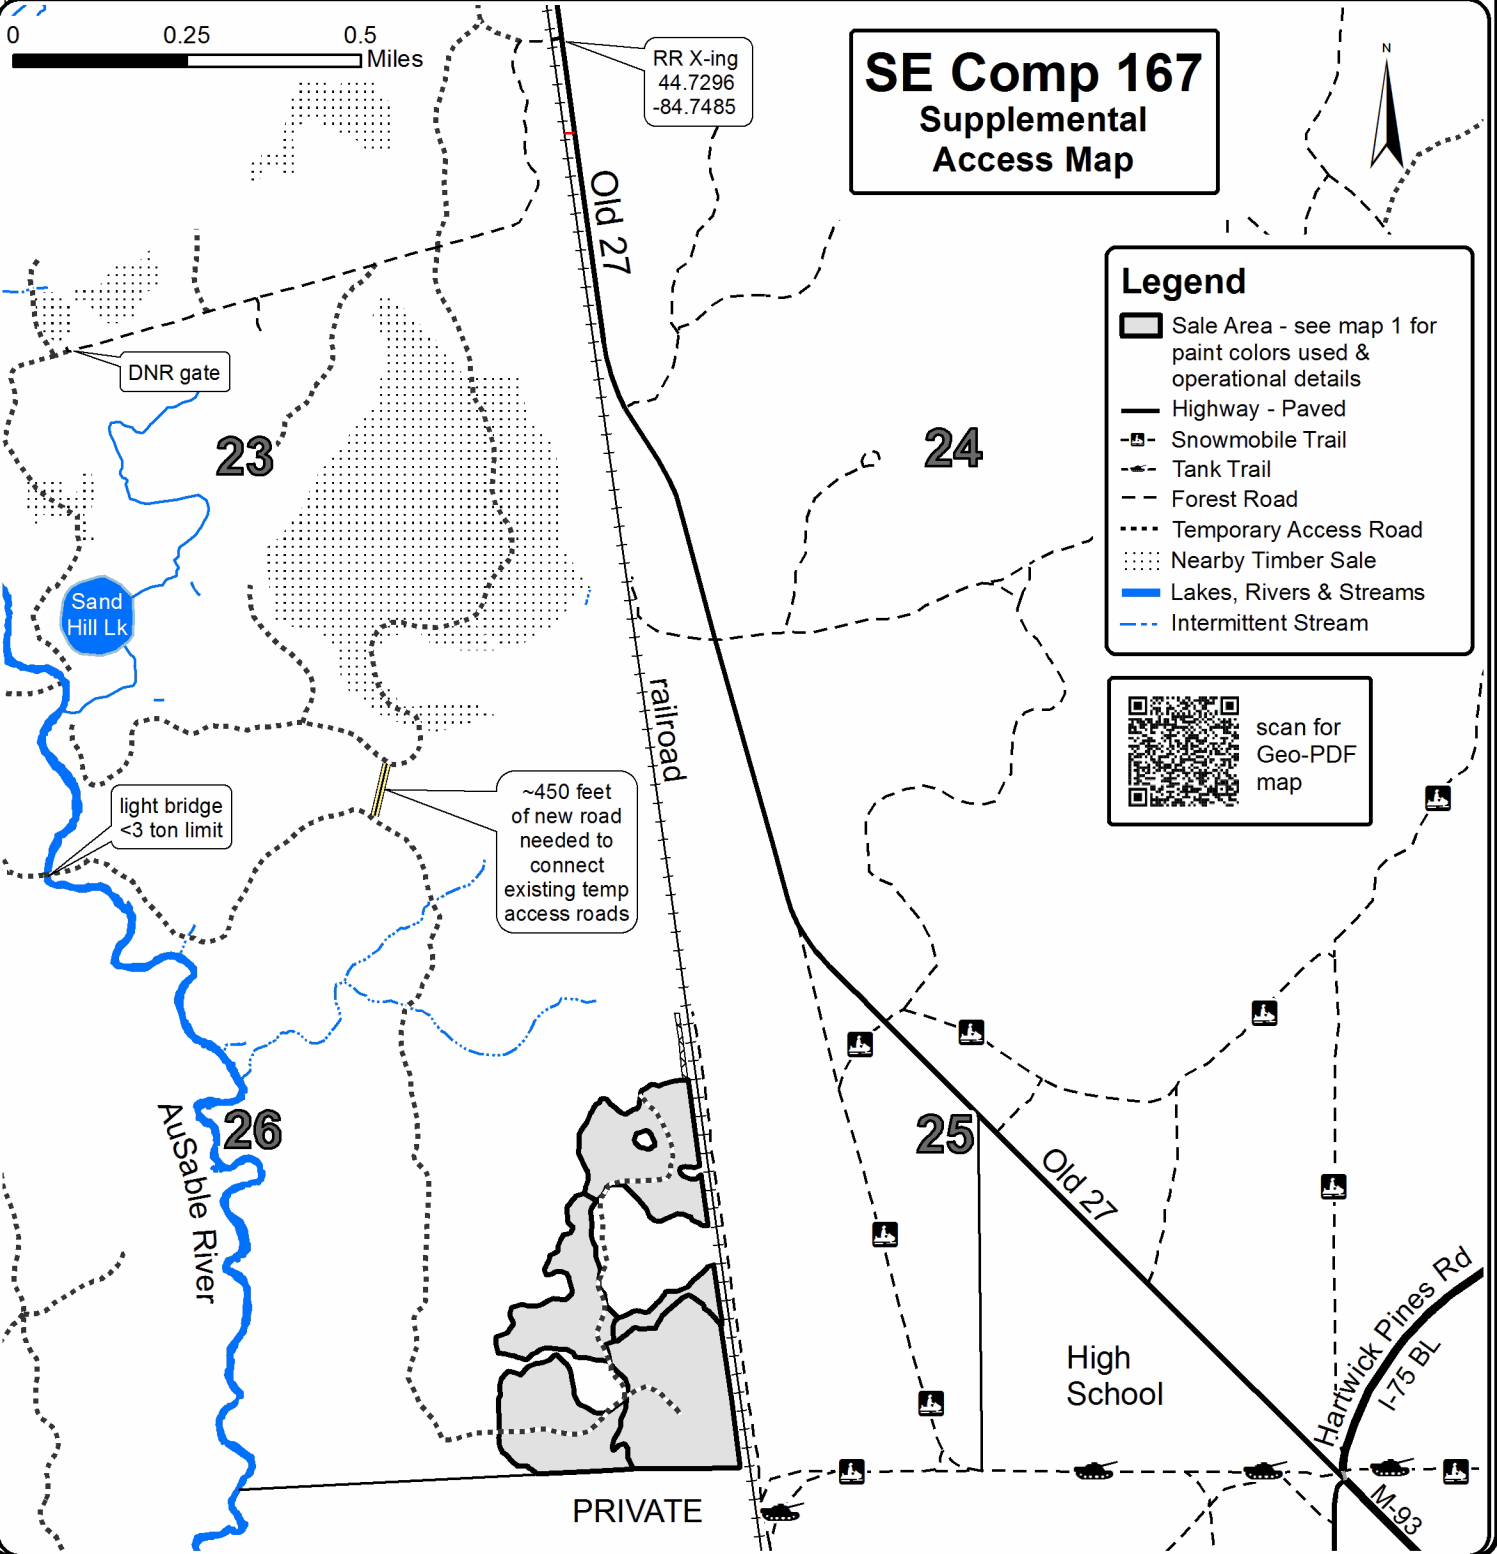 0 0.25 0.5
Miles
RR X-ing
44.7296
-84.7485
SE Comp 167
Supplemental
Access Map
N
Old 27
Legend
Sale Area - see map 1 for
paint colors used &
operational details
Highway - Paved
Snowmobile Trail
Tank Trail
Forest Road
Temporary Access Road
Nearby Timber Sale
Lakes, Rivers & Streams
Intermittent Stream
DNR gate
23
24
Sand
Hill Lk
railroad
scan for
Geo-PDF
map
light bridge
<3 ton limit
~450 feet
of new road
needed to
connect
existing temp
access roads
26
AuSable River
25
Old 27
High
School
Hartwick Pines Rd
I-75 BL
M-93
PRIVATE